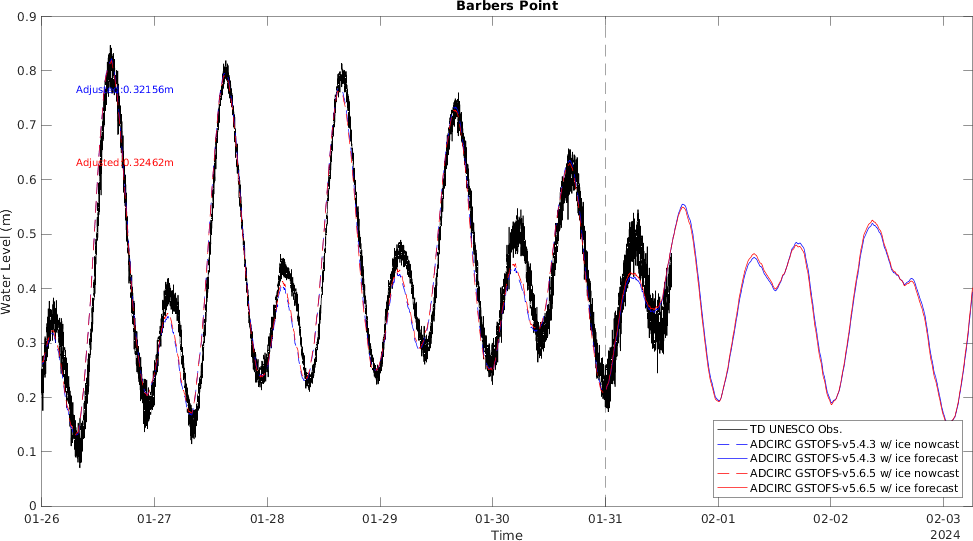 Barbers Point
0.9
0.8
0.7
0.6
0.5
0.4
0.3
0.2
0.1
0
Water Level (m)
Adjusted:0.32156m
Adjusted:0.32462m
TD UNESCO Obs.
ADCIRC GSTOFS-v5.4.3 w/ ice nowcast
ADCIRC GSTOFS-v5.4.3 w/ ice forecast
ADCIRC GSTOFS-v5.6.5 w/ ice nowcast
ADCIRC GSTOFS-v5.6.5 w/ ice forecast
01-26 01-27 01-28 01-29 01-30 01-31 02-01 02-02 02-03
Time 2024